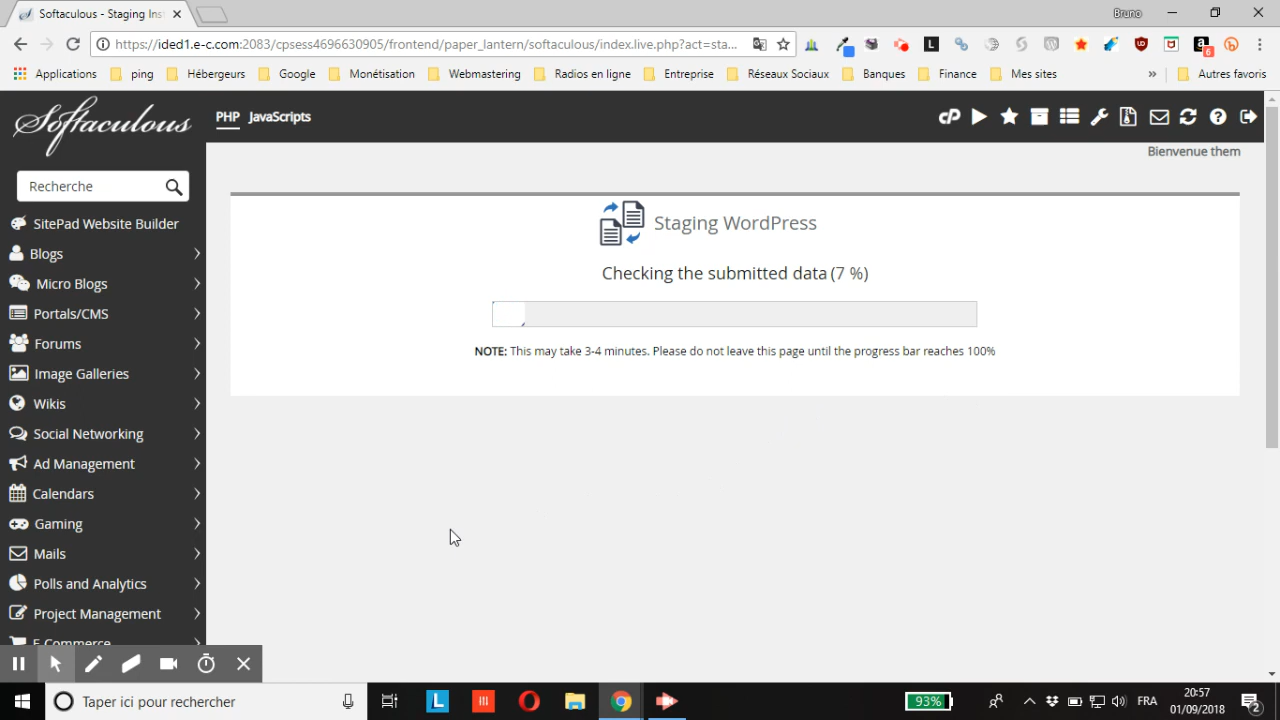 Softaculous - Staging Ins
Bruno
https://ided1.e-c.com:2083/cpsess4696630905/frontend/paper_lantern/softaculous/index.live.php?act=sta...
6
Applications
ping
Hébergeurs
Google
Monétisation
Webmastering
Radios en ligne
Entreprise
Réseaux Sociaux
Banques
Finance
Mes sites
»
Autres favoris
Softaculous
PHP
JavaScripts
Bienvenue them
Recherche
SitePad Website Builder
Blogs
Micro Blogs
Portals/CMS
Forums
Image Galleries
Wikis
Social Networking
Ad Management
Calendars
Gaming
Mails
Polls and Analytics
Project Management
E-Commerce
Staging WordPress
Checking the submitted data (7 %)
NOTE: This may take 3-4 minutes. Please do not leave this page until the progress bar reaches 100%
Taper ici pour rechercher
93%
FRA
20:57
01/09/2018
2